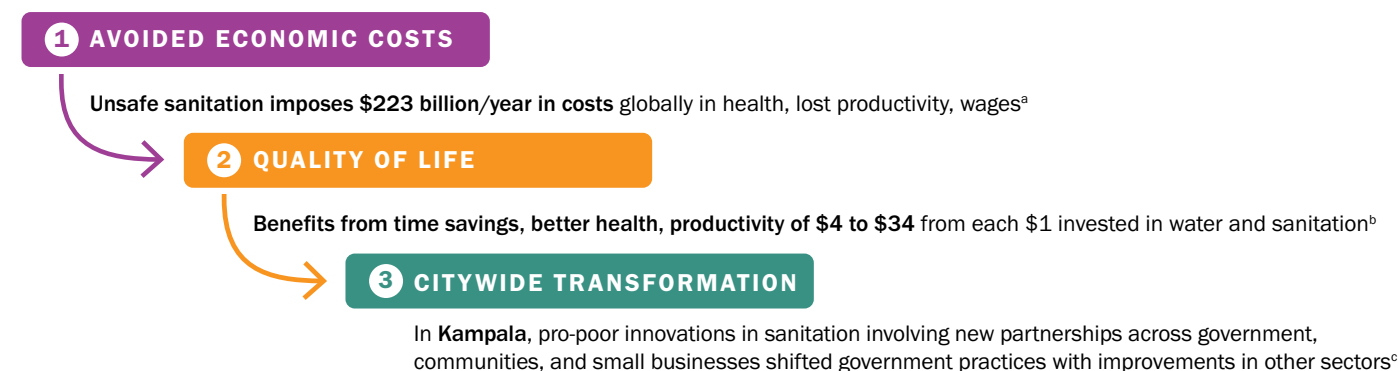 1 AVOIDED ECONOMIC COSTS
Unsafe sanitation imposes $223 billion/year in costs globally in health, lost productivity, wagesᵃ
2 QUALITY OF LIFE
Benefits from time savings, better health, productivity of $4 to $34 from each $1 invested in water and sanitationᵇ
3 CITYWIDE TRANSFORMATION
In Kampala, pro-poor innovations in sanitation involving new partnerships across government,
communities, and small businesses shifted government practices with improvements in other sectorsᶜ